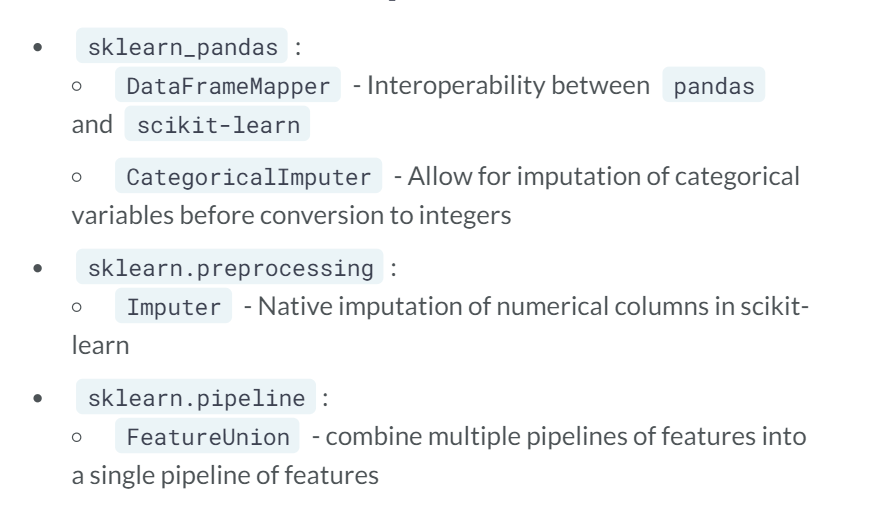 sklearn_pandas :
DataFrameMapper - Interoperability between pandas
and scikit-learn
CategoricalImputer - Allow for imputation of categorical
variables before conversion to integers
sklearn.preprocessing :
Imputer - Native imputation of numerical columns in scikit-
learn
sklearn.pipeline :
FeatureUnion - combine multiple pipelines of features into
a single pipeline of features